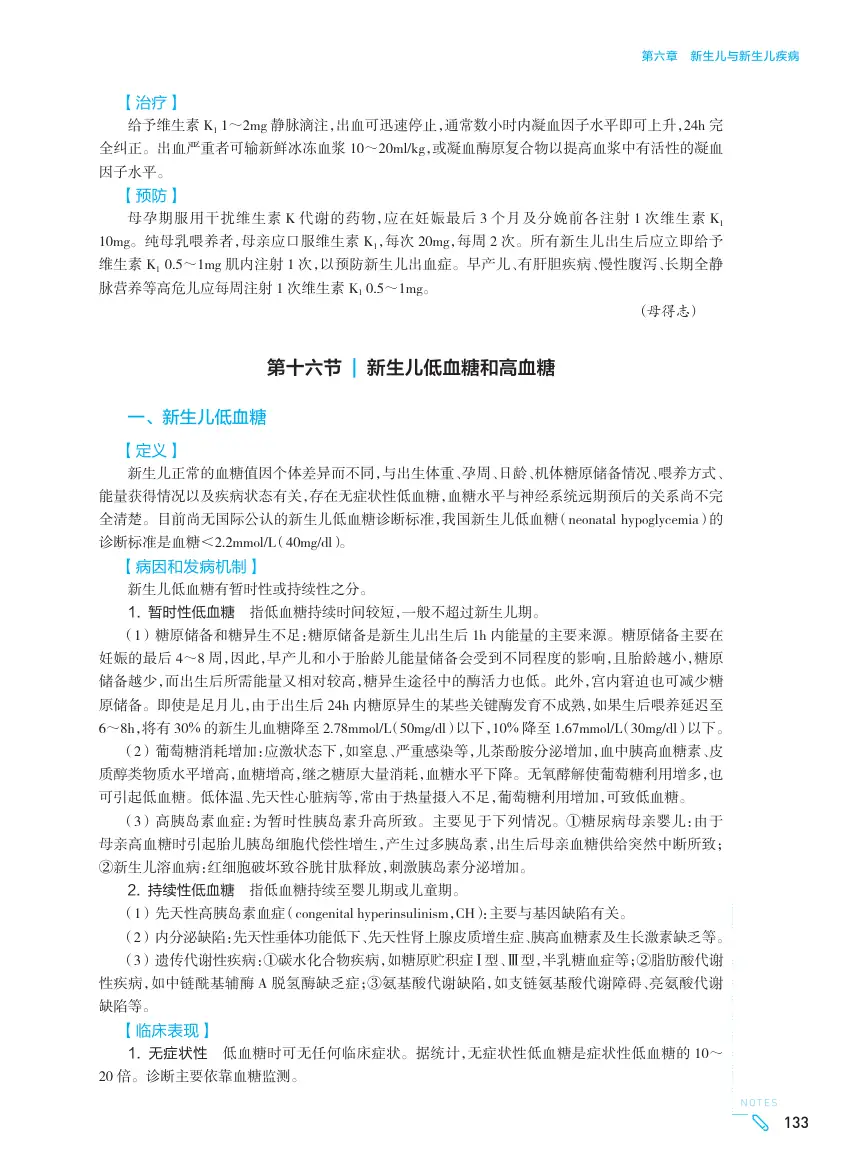 第六章 新生儿与新生儿疾病
【治疗】
给予维生素 K1 1～2mg 静脉滴注，出血可迅速停止，通常数小时内凝血因子水平即可上升，24h 完
全纠正。出血严重者可输新鲜冰冻血浆 10～20ml/kg，或凝血酶原复合物以提高血浆中有活性的凝血
因子水平。
【预防】
母孕期服用干扰维生素 K 代谢的药物，应在妊娠最后 3 个月及分娩前各注射 1 次维生素 K1
10mg。纯母乳喂养者，母亲应口服维生素 K1，每次 20mg，每周 2 次。所有新生儿出生后应立即给予
维生素 K1 0.5～1mg 肌内注射 1 次，以预防新生儿出血症。早产儿、有肝胆疾病、慢性腹泻、长期全静
脉营养等高危儿应每周注射 1 次维生素 K1 0.5～1mg。
（母得志）
第十六节 | 新生儿低血糖和高血糖
一、新生儿低血糖
【定义】
新生儿正常的血糖值因个体差异而不同，与出生体重、孕周、日龄、机体糖原储备情况、喂养方式、
能量获得情况以及疾病状态有关，存在无症状性低血糖，血糖水平与神经系统远期预后的关系尚不完
全清楚。目前尚无国际公认的新生儿低血糖诊断标准，我国新生儿低血糖（neonatal hypoglycemia）的
诊断标准是血糖＜2.2mmol/L（40mg/dl）。
【病因和发病机制】
新生儿低血糖有暂时性或持续性之分。
1. 暂时性低血糖 指低血糖持续时间较短，一般不超过新生儿期。
（1）糖原储备和糖异生不足：糖原储备是新生儿出生后 1h 内能量的主要来源。糖原储备主要在
妊娠的最后 4～8 周，因此，早产儿和小于胎龄儿能量储备会受到不同程度的影响，且胎龄越小，糖原
储备越少，而出生后所需能量又相对较高，糖异生途径中的酶活力也低。此外，宫内窘迫也可减少糖
原储备。即使是足月儿，由于出生后 24h 内糖原异生的某些关键酶发育不成熟，如果生后喂养延迟至
6～8h，将有 30% 的新生儿血糖降至 2.78mmol/L（50mg/dl）以下，10% 降至 1.67mmol/L（30mg/dl）以下。
（2）葡萄糖消耗增加：应激状态下，如窒息、严重感染等，儿茶酚胺分泌增加，血中胰高血糖素、皮
质醇类物质水平增高，血糖增高，继之糖原大量消耗，血糖水平下降。无氧酵解使葡萄糖利用增多，也
可引起低血糖。低体温、先天性心脏病等，常由于热量摄入不足，葡萄糖利用增加，可致低血糖。
（3）高胰岛素血症：为暂时性胰岛素升高所致。主要见于下列情况。①糖尿病母亲婴儿：由于
母亲高血糖时引起胎儿胰岛细胞代偿性增生，产生过多胰岛素，出生后母亲血糖供给突然中断所致；
②新生儿溶血病：红细胞破坏致谷胱甘肽释放，刺激胰岛素分泌增加。
2. 持续性低血糖 指低血糖持续至婴儿期或儿童期。
（1）先天性高胰岛素血症（congenital hyperinsulinism，CH）：主要与基因缺陷有关。
（2）内分泌缺陷：先天性垂体功能低下、先天性肾上腺皮质增生症、胰高血糖素及生长激素缺乏等。
（3）遗传代谢性疾病：①碳水化合物疾病，如糖原贮积症Ⅰ型、Ⅲ型，半乳糖血症等；②脂肪酸代谢
性疾病，如中链酰基辅酶 A 脱氢酶缺乏症；③氨基酸代谢缺陷，如支链氨基酸代谢障碍、亮氨酸代谢
缺陷等。
【临床表现】
1. 无症状性 低血糖时可无任何临床症状。据统计，无症状性低血糖是症状性低血糖的 10～
20 倍。诊断主要依靠血糖监测。
NOTES
133